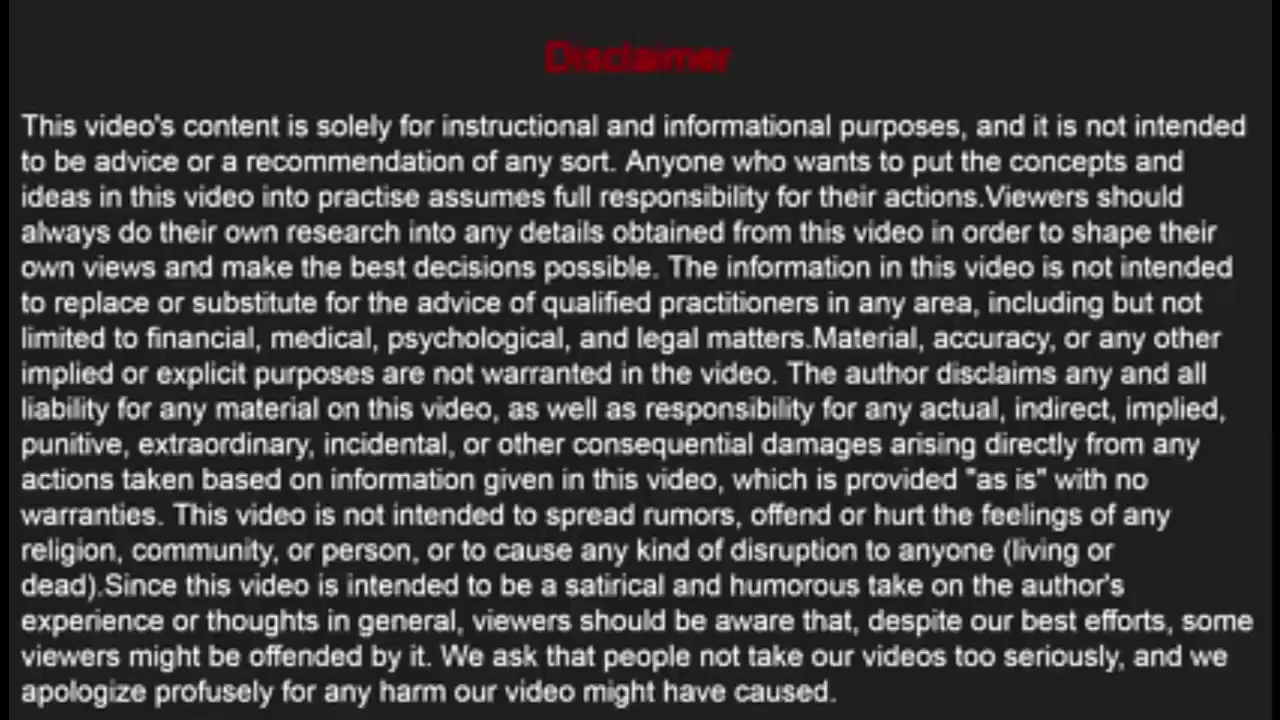 Disclaimer
This video's content is solely for instructional and informational purposes, and it is not intended
to be advice or a recommendation of any sort. Anyone who wants to put the concepts and
ideas in this video into practise assumes full responsibility for their actions.Viewers should
always do their own research into any details obtained from this video in order to shape their
own views and make the best decisions possible. The information in this video is not intended
to replace or substitute for the advice of qualified practitioners in any area, including but not
limited to financial, medical, psychological, and legal matters.Material, accuracy, or any other
implied or explicit purposes are not warranted in the video. The author disclaims any and all
liability for any material on this video, as well as responsibility for any actual, indirect, implied,
punitive, extraordinary, incidental, or other consequential damages arising directly from any
actions taken based on information given in this video, which is provided "as is" with no
warranties. This video is not intended to spread rumors, offend or hurt the feelings of any
religion, community, or person, or to cause any kind of disruption to anyone (living or
dead).Since this video is intended to be a satirical and humorous take on the author's
experience or thoughts in general, viewers should be aware that, despite our best efforts, some
viewers might be offended by it. We ask that people not take our videos too seriously, and we
apologize profusely for any harm our video might have caused.